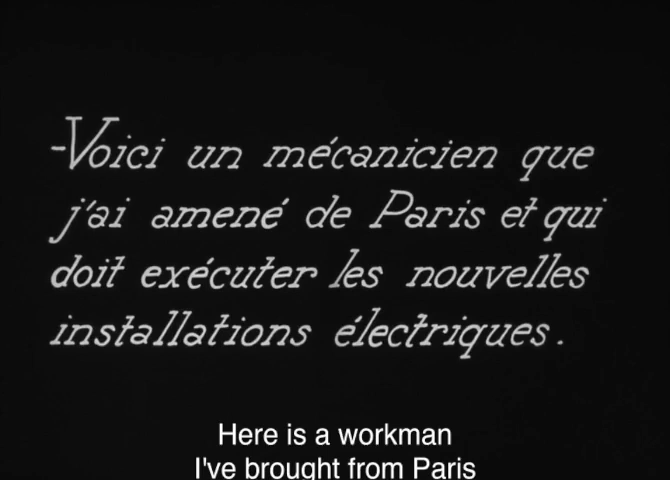 -Voici un mécanicien que
j'ai amené de Paris et qui
doit exécuter les nouvelles
installations électriques.
Here is a workman
I've brought from Paris